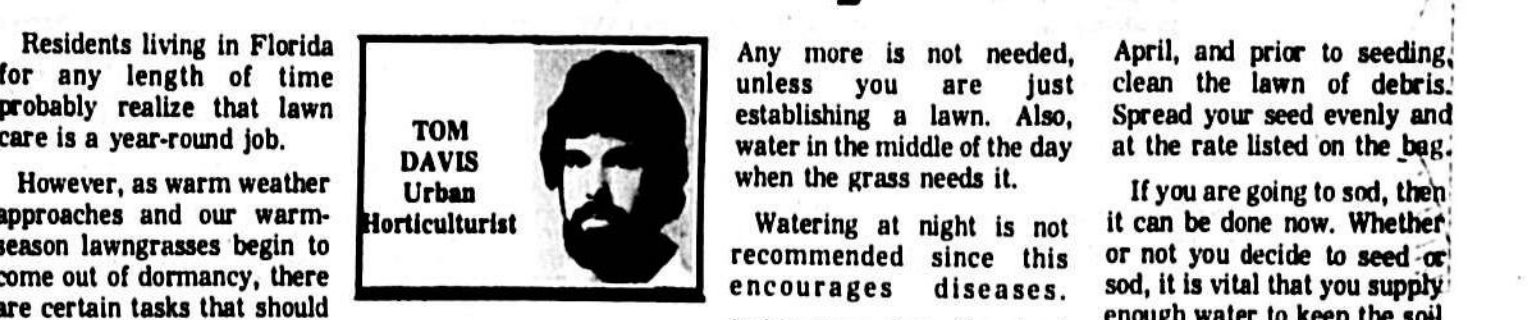 Residents living in Florida
for any length of time
probably realize that lawn
care is a year-round job.
However, as warm weather
approaches and our warm-
season lawngrasses begin to
come out of dormancy, there
are certain tasks that should
TOM
DAVIS
Urban
Horticulturist
Any more is not needed,
unless you are just
establishing a lawn. Also,
water in the middle of the day
when the grass needs it.
Watering at night is not
recommended since this
encourages diseases.
April, and prior to seeding,
clean the lawn of debris.
Spread your seed evenly and
at the rate listed on the bag.
If you are going to sod, then
it can be done now. Whether
or not you decide to seed or
sod, it is vital that you supply
enough water to keep the soil